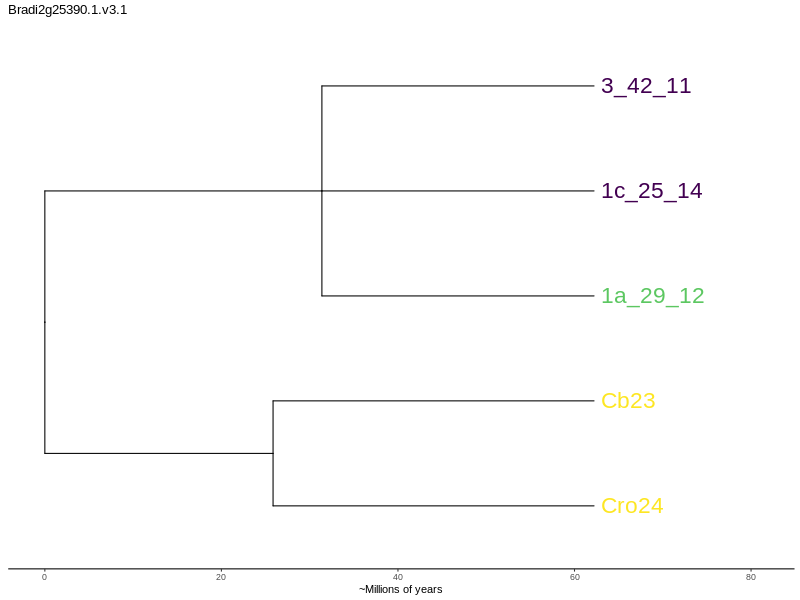 Bradi2g25390.1.v3.1
3_42_11
1c_25_14
1a_29_12
Cb23
Cro24
0 20 40 60 80
~Millions of years